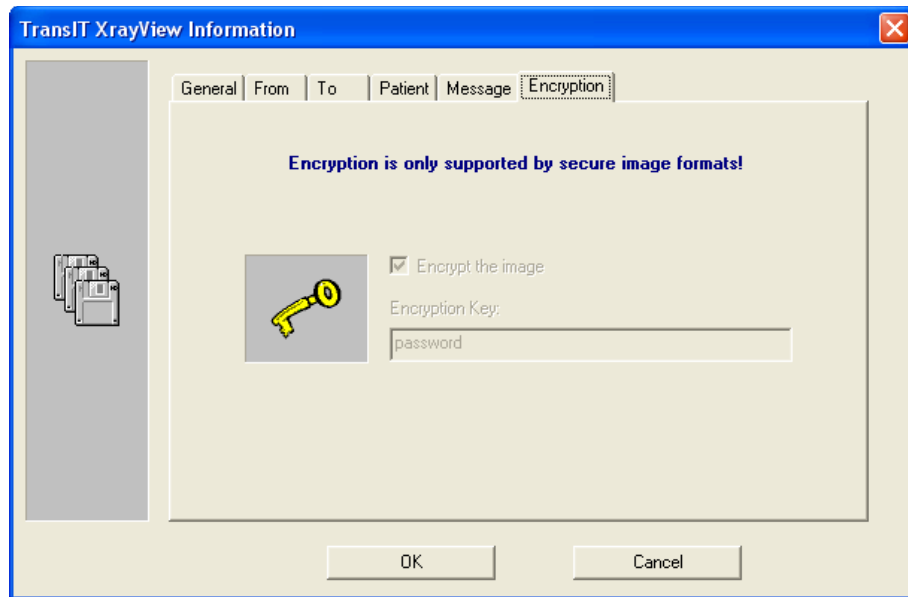 TransIT XrayView Information
General From To Patient Message Encryption
Encryption is only supported by secure image formats!
Encrypt the image
Encryption Key:
password
OK Cancel